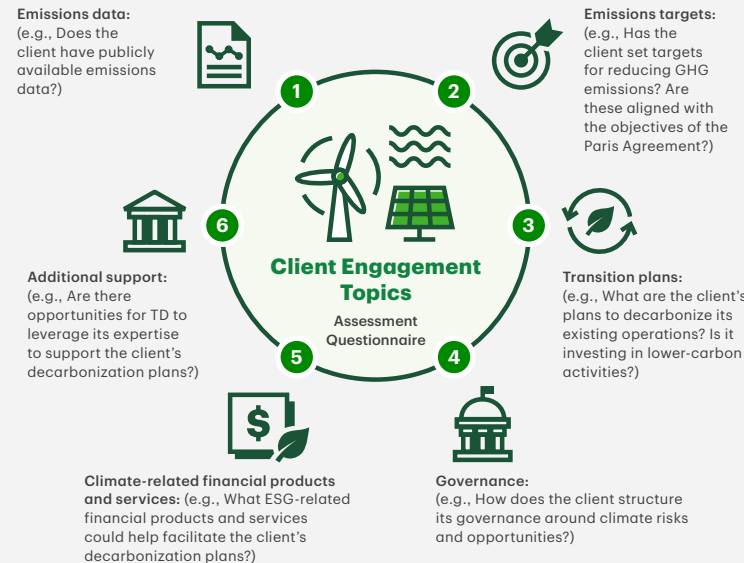 Emissions data:
(e.g., Does the
client have publicly
available emissions
data?)
1
2
Emissions targets:
(e.g., Has the
client set targets
for reducing GHG
emissions? Are
these aligned with
the objectives of the
Paris Agreement?)
6
3
Client Engagement
Topics
Assessment
Questionnaire
Additional support:
(e.g., Are there
opportunities for TD to
leverage its expertise
to support the client's
decarbonization plans?)
Transition plans:
(e.g., What are the client's
plans to decarbonize its
existing operations? Is it
investing in lower-carbon
activities?)
5
4
$
Climate-related financial products
and services: (e.g., What ESG-related
financial products and services
could help facilitate the client's
decarbonization plans?)
Governance:
(e.g., How does the client structure
its governance around climate risks
and opportunities?)